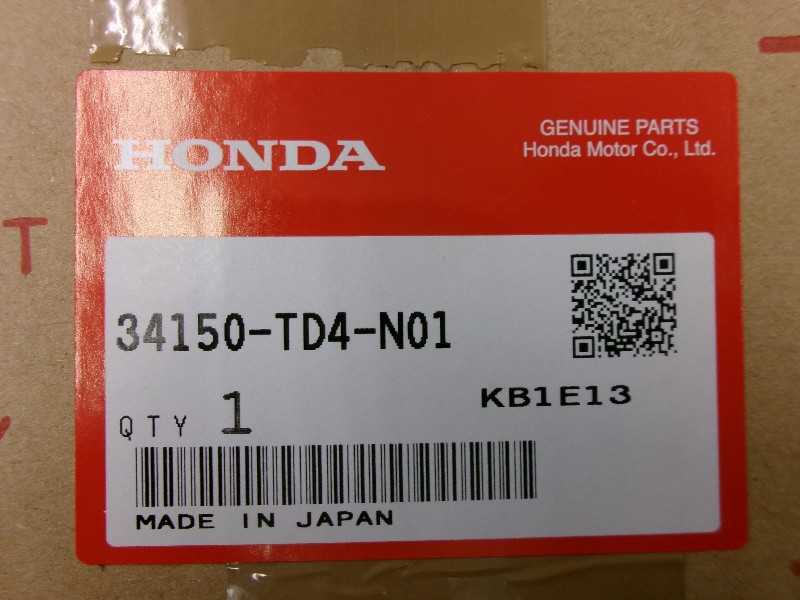 HONDA
GENUINE PARTS
Honda Motor Co., Ltd.
T
34150-TD4-N01
QTY 1
KB1E13
MADE IN JAPAN